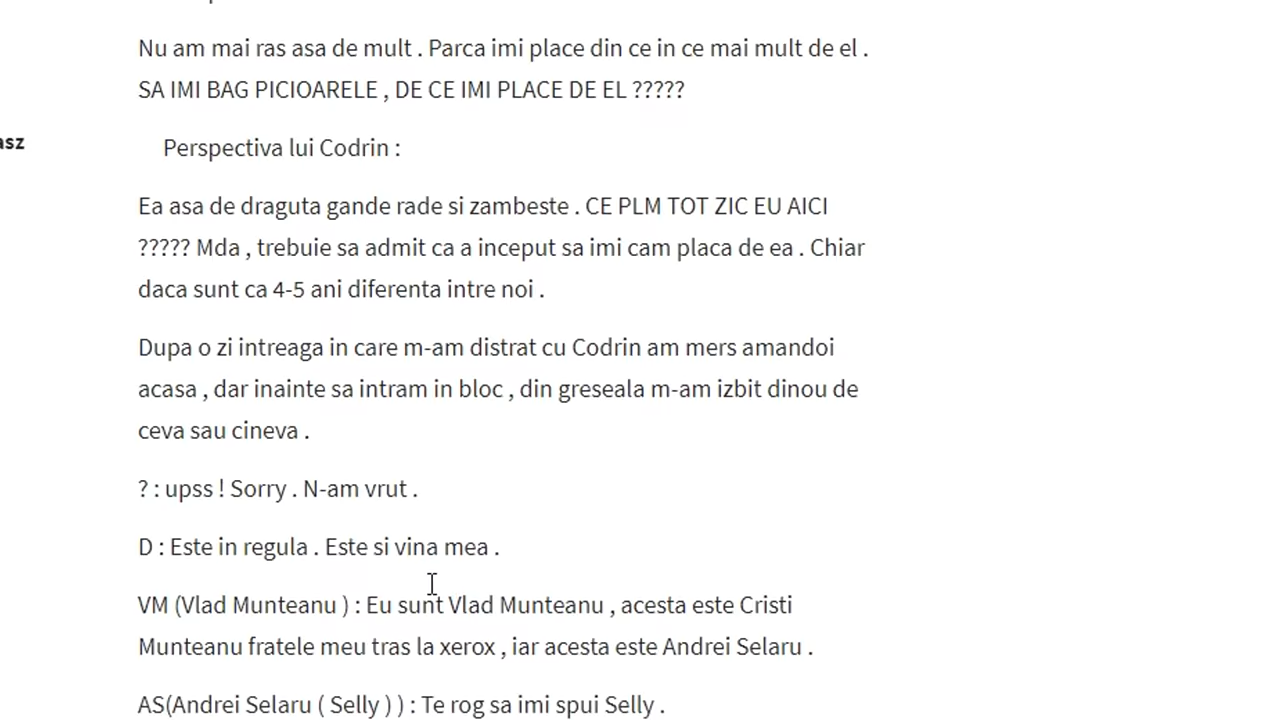 Nu am mai ras asa de mult . Parca imi place din ce in ce mai mult de el .
SA IMI BAG PICIOARELE , DE CE IMI PLACE DE EL ?????
asz
Perspectiva lui Codrin :
Ea asa de draguta gande rade si zambeste . CE PLM TOT ZIC EU AICI
????? Mda , trebuie sa admit ca a inceput sa imi cam placa de ea . Chiar
daca sunt ca 4-5 ani diferenta intre noi .
Dupa o zi intreaga in care m-am distrat cu Codrin am mers amandoi
acasa , dar inainte sa intram in bloc , din greseala m-am izbit dinou de
ceva sau cineva .
? : upss ! Sorry . N-am vrut .
D : Este in regula . Este si vina mea .
VM (Vlad Munteanu ) : Eu sunt Vlad Munteanu , acesta este Cristi
Munteanu fratele meu tras la xerox , iar acesta este Andrei Selaru .
AS(Andrei Selaru ( Selly ) ) : Te rog sa imi spui Selly .